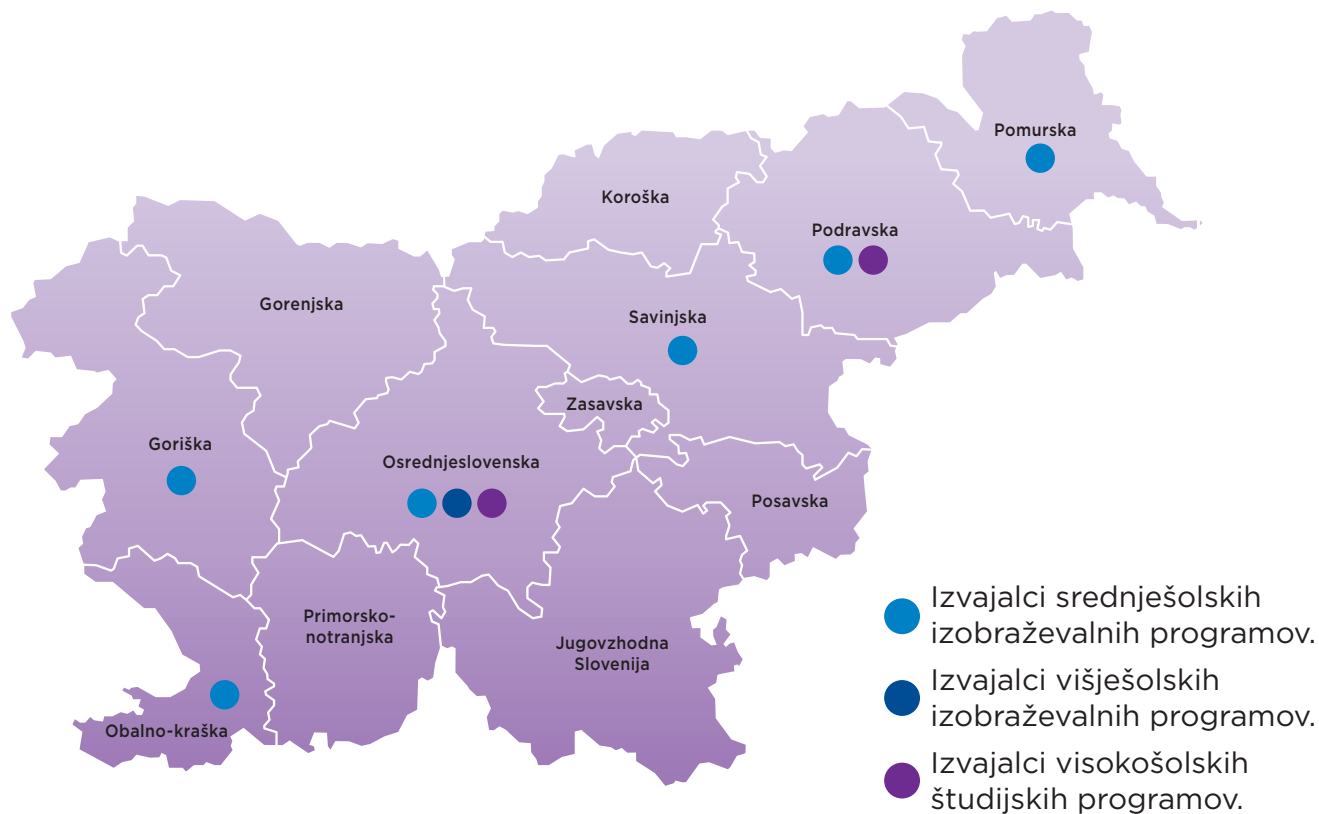 Pomurska
Koroška
Podravska
Gorenjska
Savinjska
Zasavska
Goriška
Osrednjeslovenska
Posavska
Primorsko-
notranjska
Jugovzhodna
Slovenija
Obalno-kraška
Izvajalci srednješolskih
izobraževalnih programov.
Izvajalci višješolskih
izobraževalnih programov.
Izvajalci visokošolskih
študijskih programov.